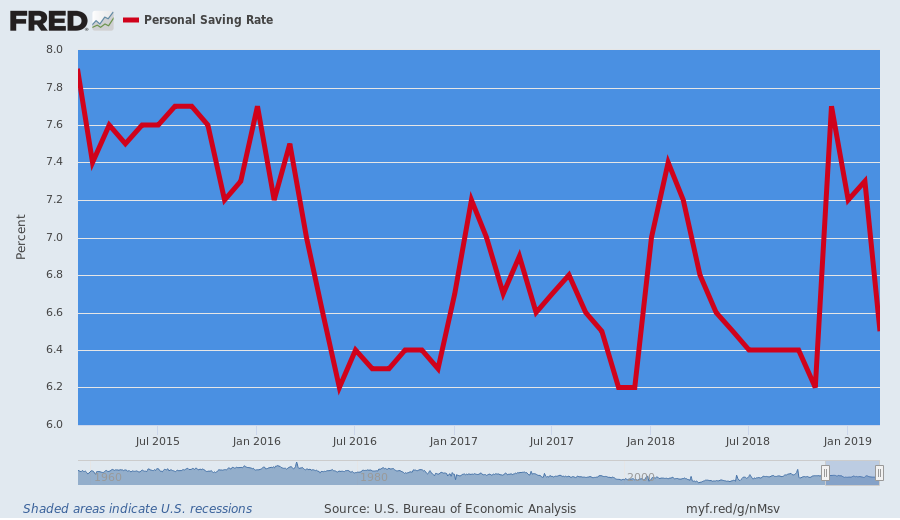 FRED Personal Saving Rate
8.0
7.8
7.6
7.4
7.2
7.0
6.8
6.6
6.4
6.2
6.0
Percent
Jul 2015 Jan 2016 Jul 2016 Jan 2017 Jul 2017 Jan 2018 Jul 2018 Jan 2019
1960 1980 2000
Shaded areas indicate U.S. recessions Source: U.S. Bureau of Economic Analysis myf.red/g/nMsv